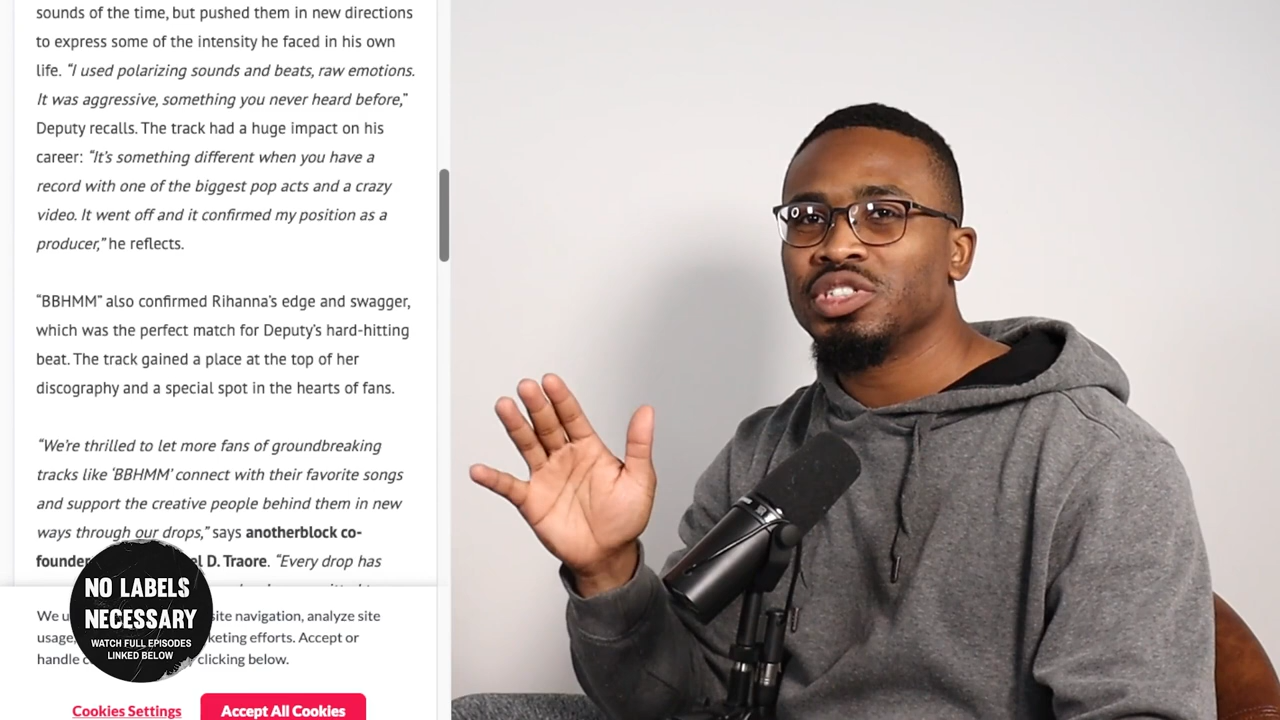 sounds of the time, but pushed them in new directions
to express some of the intensity he faced in his own
life. “I used polarizing sounds and beats, raw emotions.
It was aggressive, something you never heard before,”
Deputy recalls. The track had a huge impact on his
career: “It’s something different when you have a
record with one of the biggest pop acts and a crazy
video. It went off and it confirmed my position as a
producer,” he reflects.
“BBHMM” also confirmed Rihanna’s edge and swagger,
which was the perfect match for Deputy’s hard-hitting
beat. The track gained a place at the top of her
discography and a special spot in the hearts of fans.
“We’re thrilled to let more fans of groundbreaking
tracks like ‘BBHMM’ connect with their favorite songs
and support the creative people behind them in new
ways through our drops,” says anotherblock co-
founder D. Traore. “Every drop has
NO LABELS
NECESSARY
WATCH FULL EPISODES
LINKED BELOW
We site navigation, analyze site
usage, efforts. Accept or
handle clicking below.
Cookies Settings
Accept All Cookies